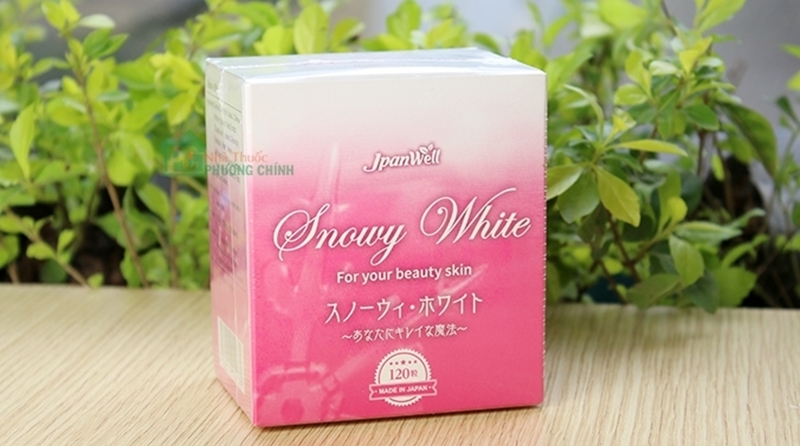 Nhà Thuốc
PHƯƠNG CHÍNH
JpanWell
Snowy White
For your beauty skin
スノーウィ・ホワイト
～あなたにキレイな魔法～
120粒
MADE IN JAPAN